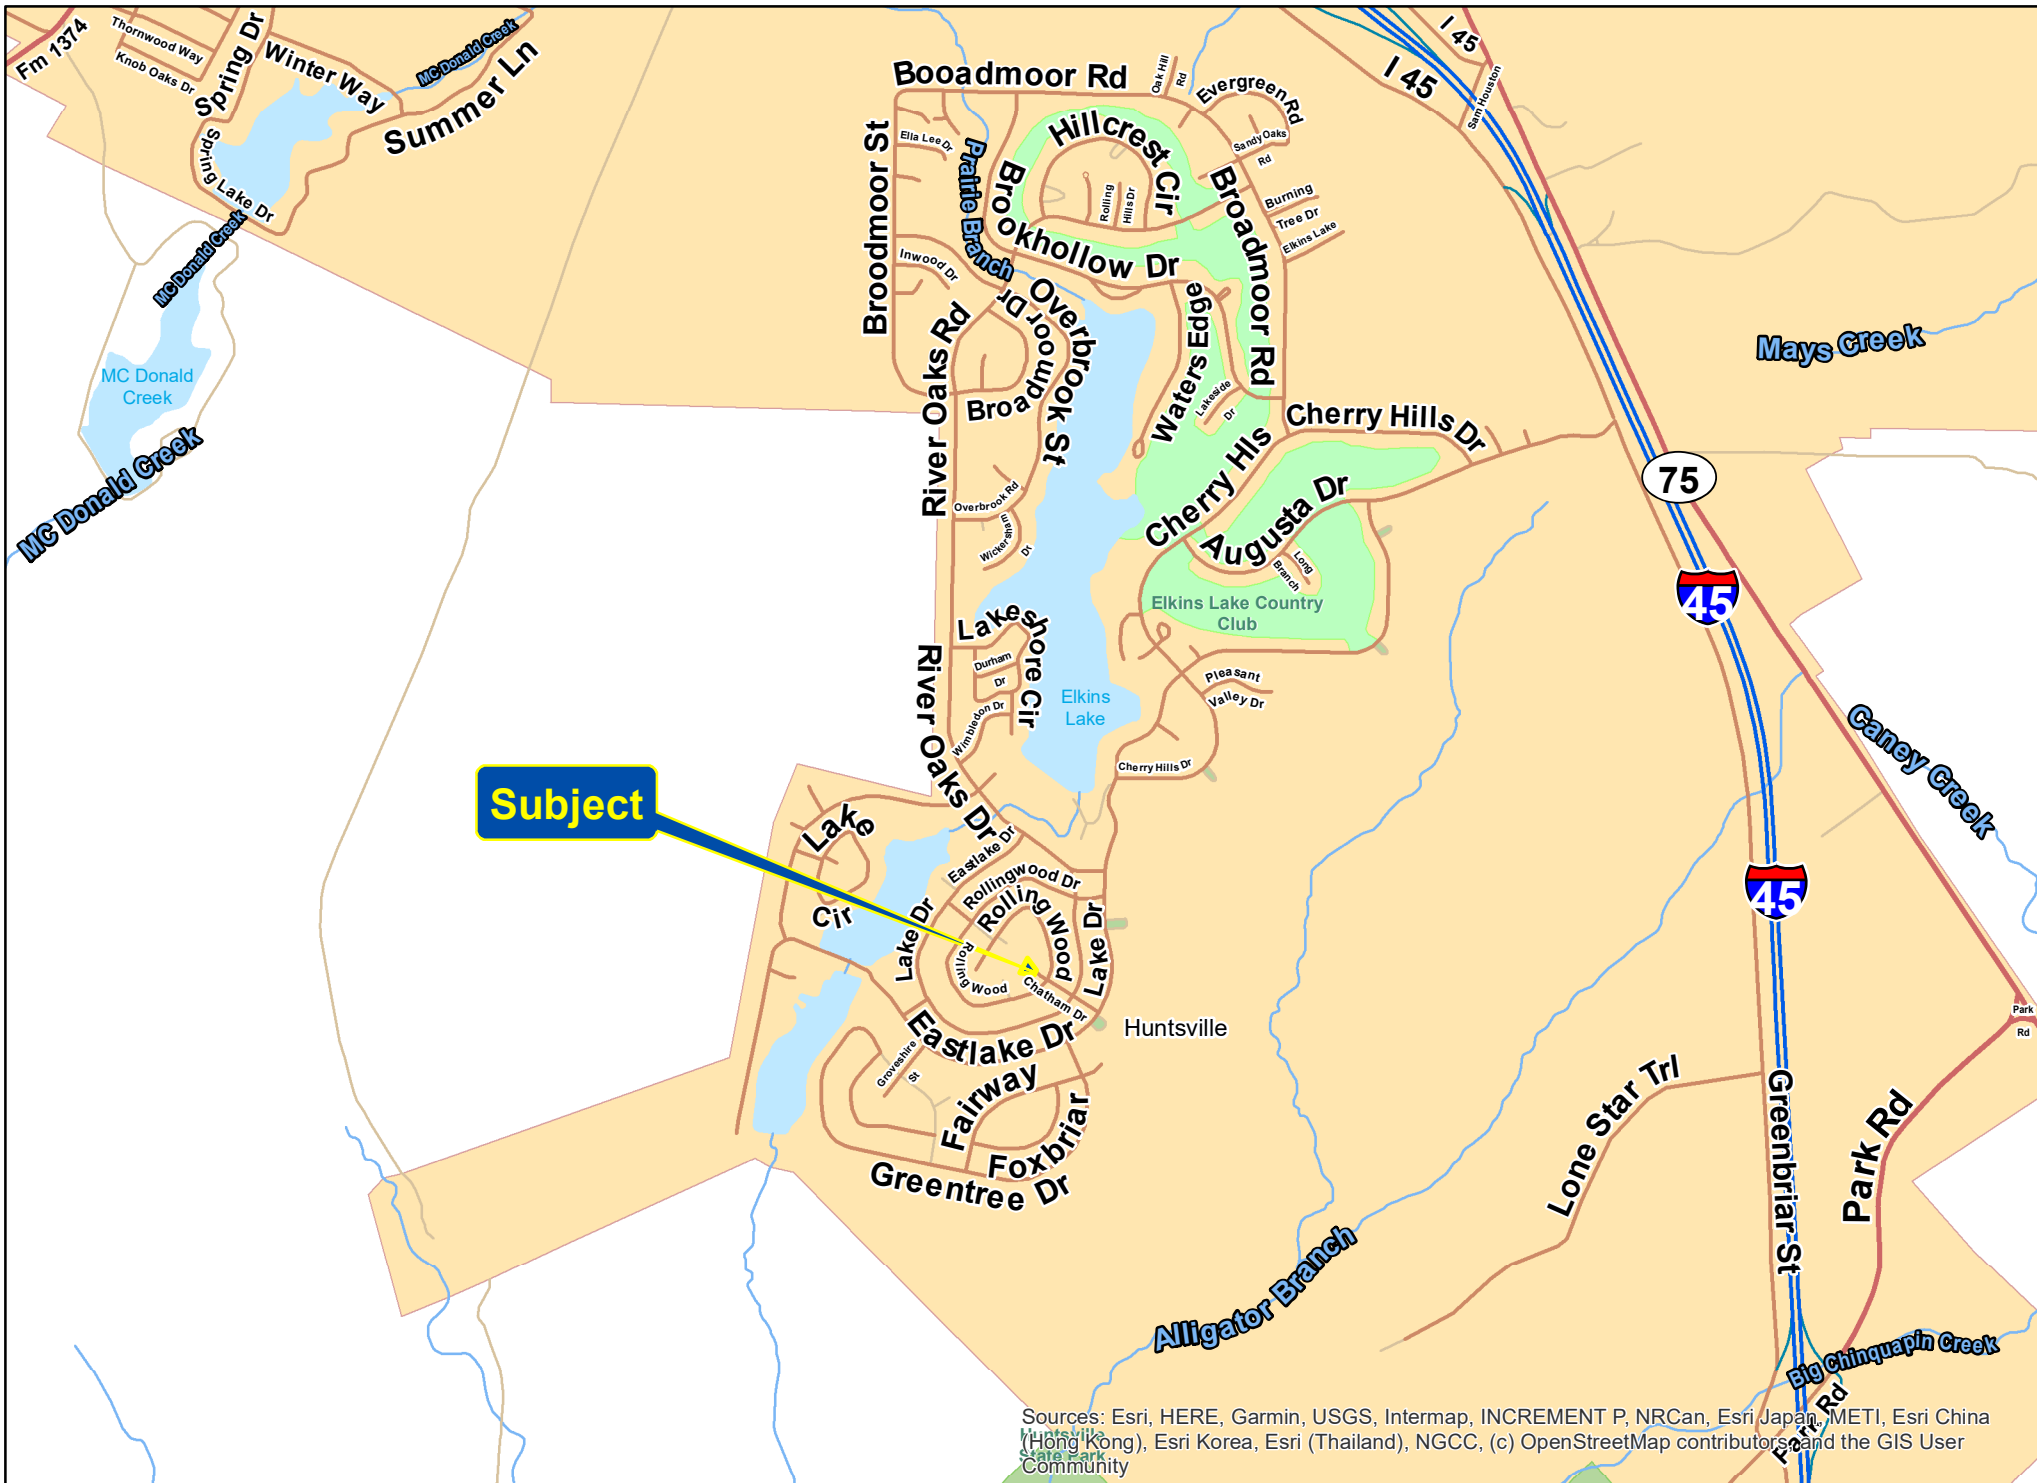 Fm 1374
Thornwood Way
Knob Oaks Dr
Spring Dr
Winter Way
MC Donald Creek
Summer Ln
Spring Lake Dr
MC Donald Creek
MC Donald
Creek
MC Donald Creek
Booadmoor Rd
Oak Hill
Rd
Evergreen Rd
I 45
I 45
Sam Houston
Broodmoor St
Ella Lee Dr
Prairie Branch
Hillcrest Cir
Rolling
Hills Dr
Sandy Oaks
Rd
Burning
Tree Dr
Elkins Lake
Brookhollow Dr
Broadmoor Rd
Inwood Dr
Overbrook St
Broadmoor Dr
River Oaks Rd
Waters Edge
Lakeside
Dr
Cherry Hills Dr
Cherry Hls
Augusta Dr
Long
Branch
Overbrook Rd
Wickersham
Dr
Mays Creek
75
45
Elkins Lake Country
Club
Lakeshore Cir
Durham
Dr
Wimbledon Dr
River Oaks Dr
Elkins
Lake
Pleasant
Valley Dr
Cherry Hills Dr
Caney Creek
Subject
Lake
Cir
Eastlake Dr
Rollingwood Dr
Rolling Wood
Lake Dr
Lake Dr
Rolling Wood
Chatham Dr
45
Huntsville
Eastlake Dr
Groveshire
St
Fairway
Foxbriar
Greentree Dr
Park
Rd
Lone Star Trl
Greenbriar St
Park Rd
Alligator Branch
Big Chinquapin Creek
Park Rd
Huntsville
State Park
Sources: Esri, HERE, Garmin, USGS, Intermap, INCREMENT P, NRCan, Esri Japan, METI, Esri China
(Hong Kong), Esri Korea, Esri (Thailand), NGCC, (c) OpenStreetMap contributors, and the GIS User
Community